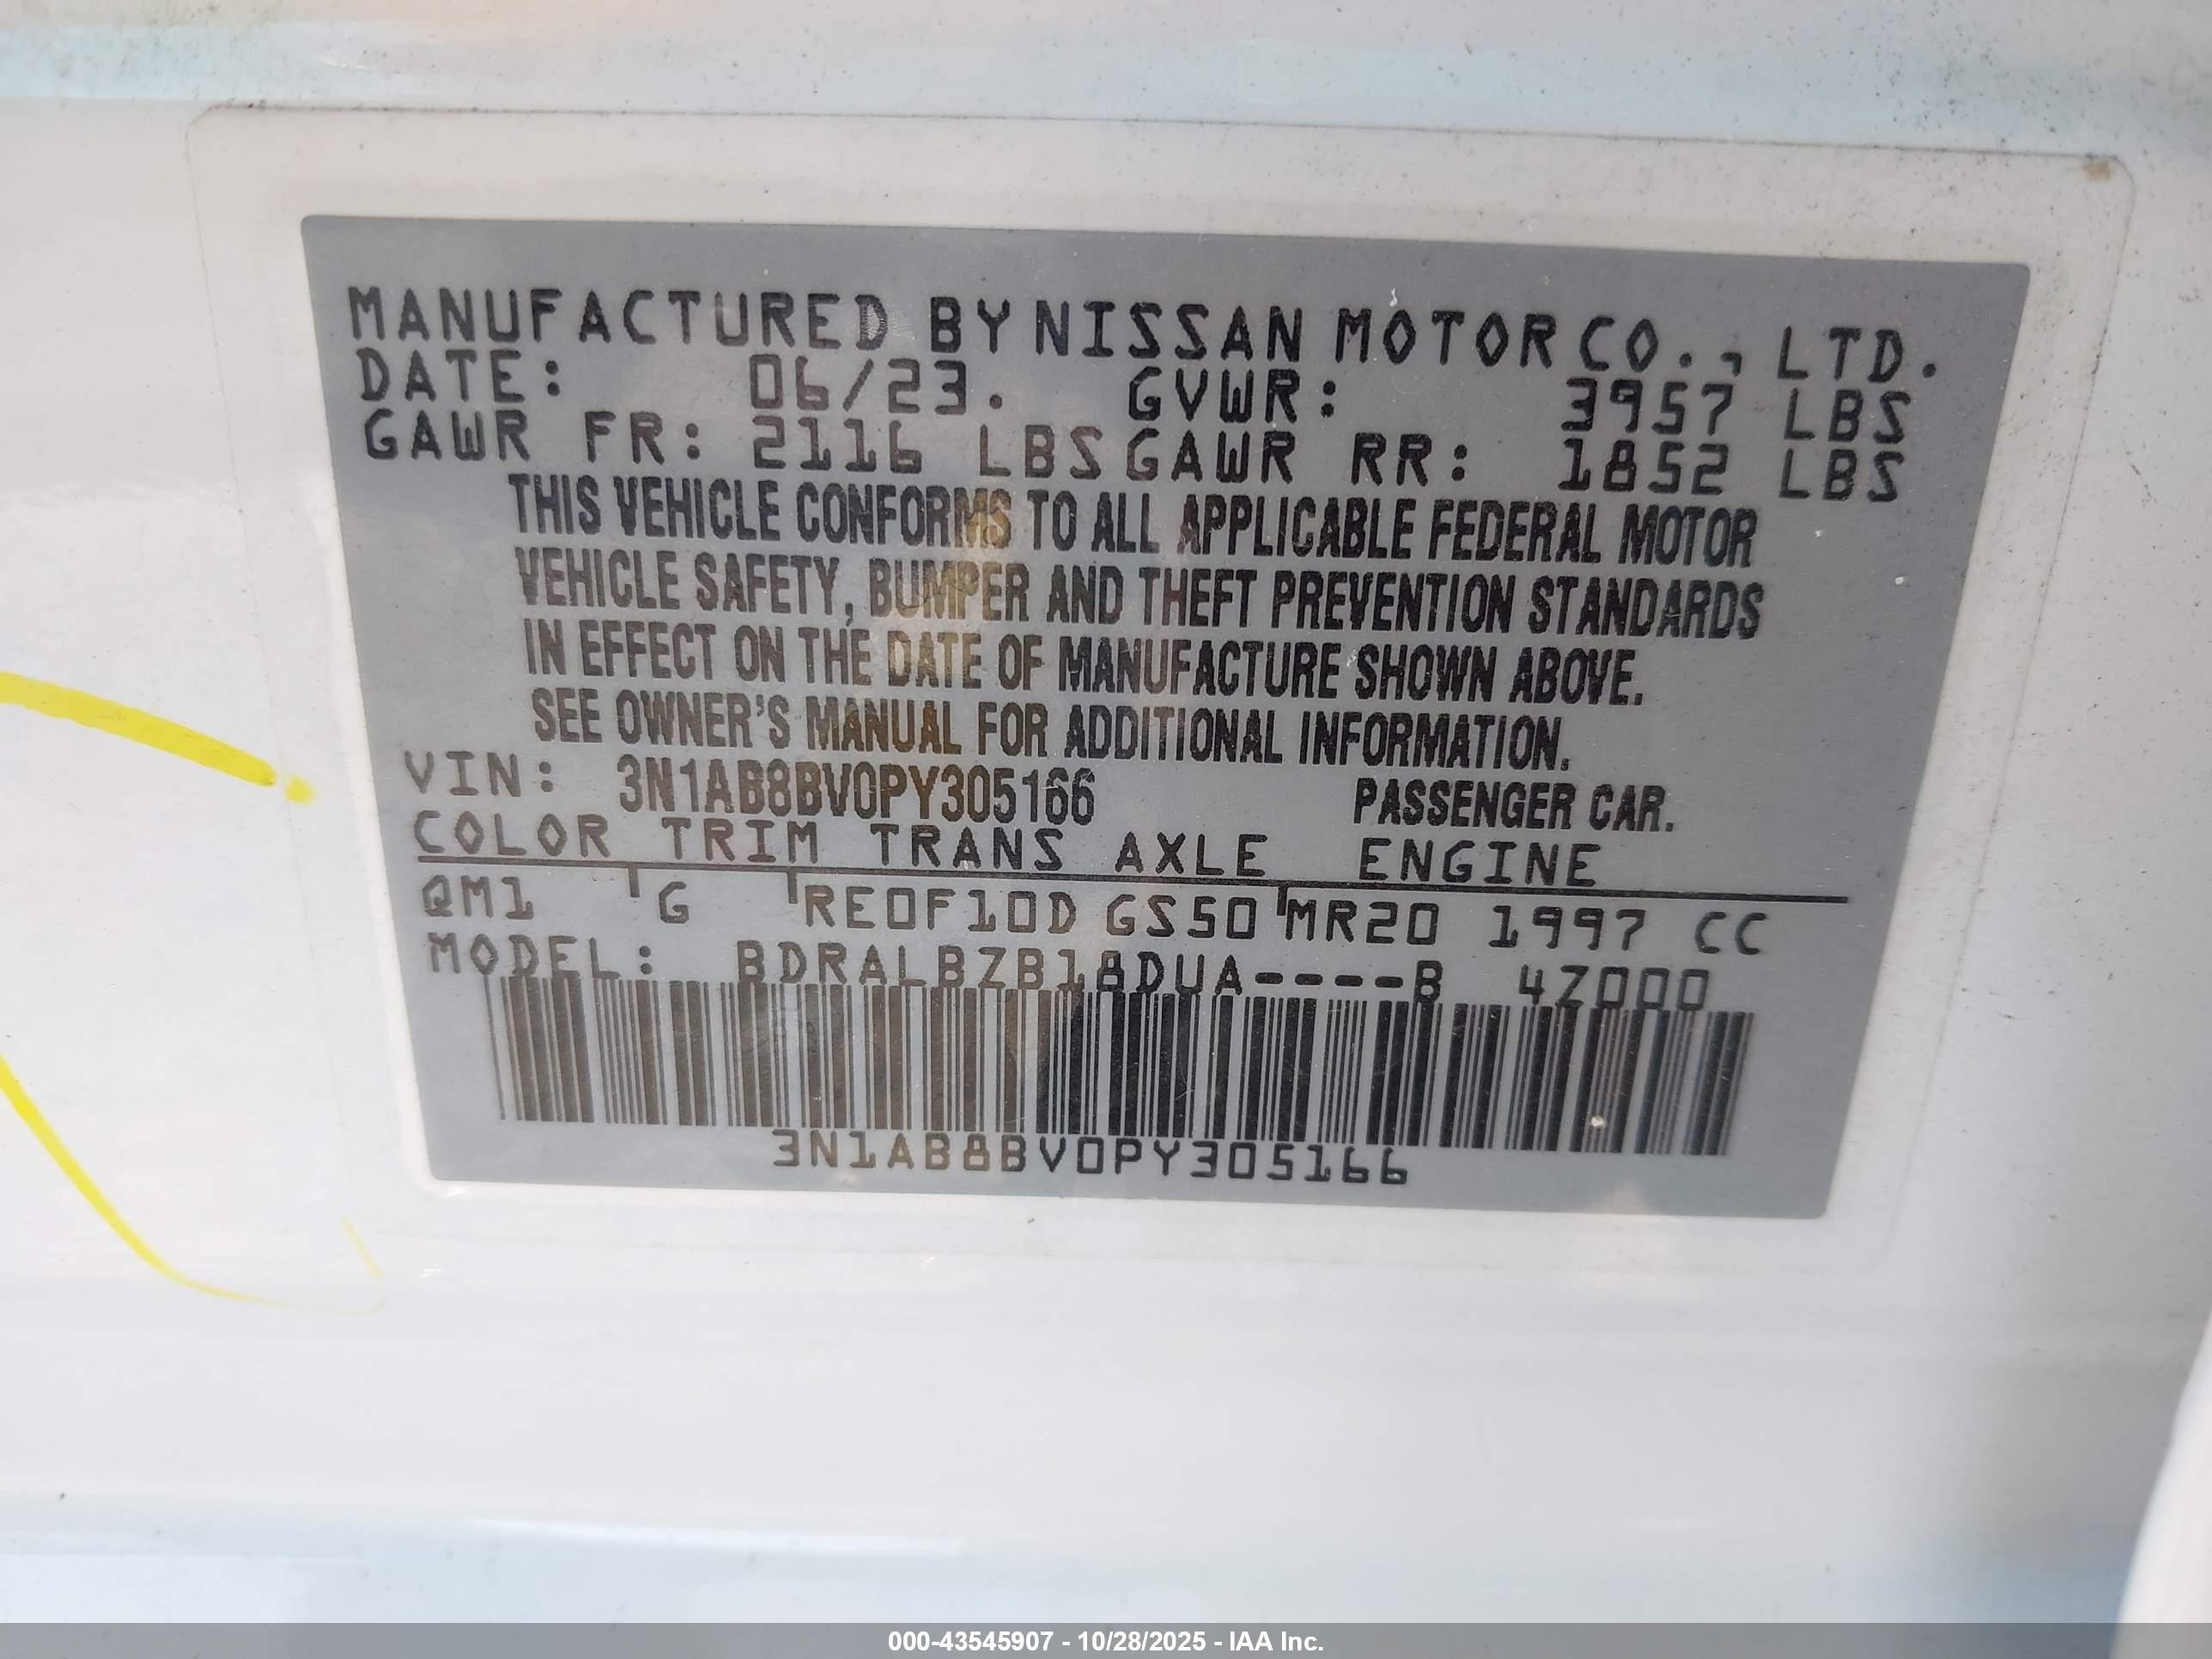 MANUFACTURED BY NISSAN MOTOR CO., LTD.
DATE: 06/23. GVWR: 3957 LBS
GAWR FR: 2116 LBS GAWR RR: 1852 LBS
THIS VEHICLE CONFORMS TO ALL APPLICABLE FEDERAL MOTOR
VEHICLE SAFETY, BUMPER AND THEFT PREVENTION STANDARDS
IN EFFECT ON THE DATE OF MANUFACTURE SHOWN ABOVE.
SEE OWNER'S MANUAL FOR ADDITIONAL INFORMATION.
VIN: 3N1AB8BV0PY305166 PASSENGER CAR.
COLOR TRIM TRANS AXLE ENGINE
QM1 G RE0F10D GS50 MR20 1997 CC
MODEL: BDRALBZB18DUA----B 4Z000
3N1AB8BV0PY305166
000-43545907 - 10/28/2025 - IAA Inc.